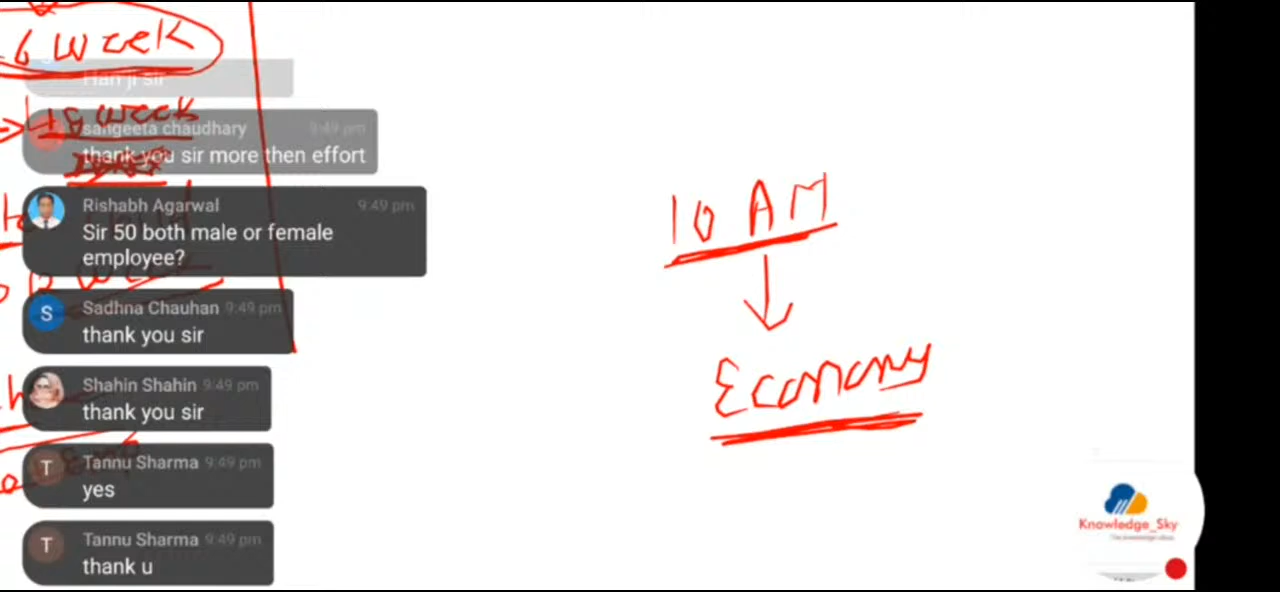 6 week
Han ji sir
week
sangeeta chaudhary 9:49 pm
thank you sir more then effort
Rishabh Agarwal 9:49 pm
Sir 50 both male or female
employee?
Sadhna Chauhan 9:49 pm
thank you sir
Shahin Shahin 9:49 pm
thank you sir
Tannu Sharma 9:49 pm
yes
Tannu Sharma 9:49 pm
thank u
10 AM
Economy
Knowledge_Sky